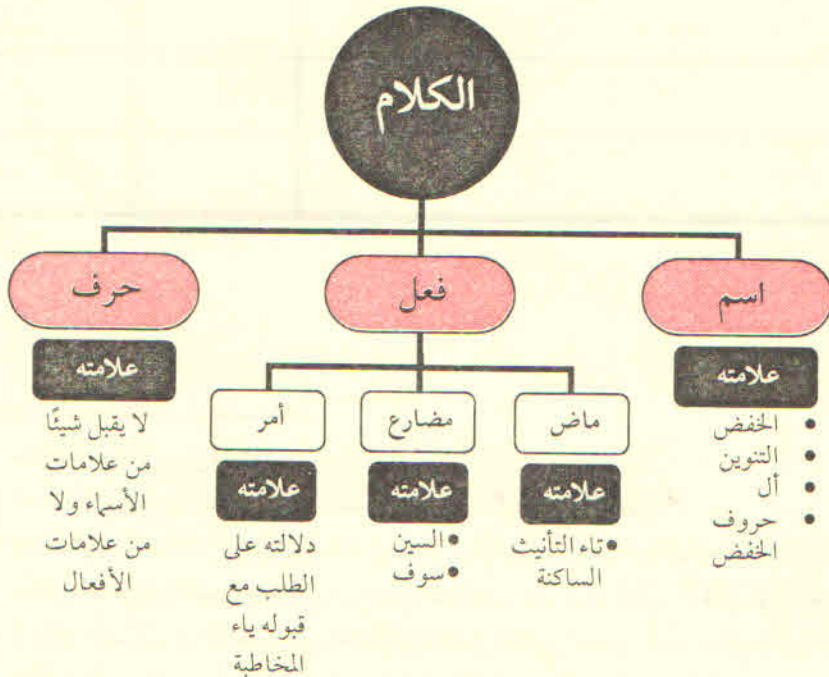 الكلام
اسم
علامته
• الخفض
• التنوين
• أل
• حروف
الخفض
فعل
ماض
علامته
• تاء التأنيث
الساكنة
مضارع
علامته
• السين
• سوف
أمر
علامته
دلالته على
الطلب مع
قبوله ياء
المخاطبة
حرف
علامته
لا يقبل شيئًا
من علامات
الأسماء ولا
من علامات
الأفعال